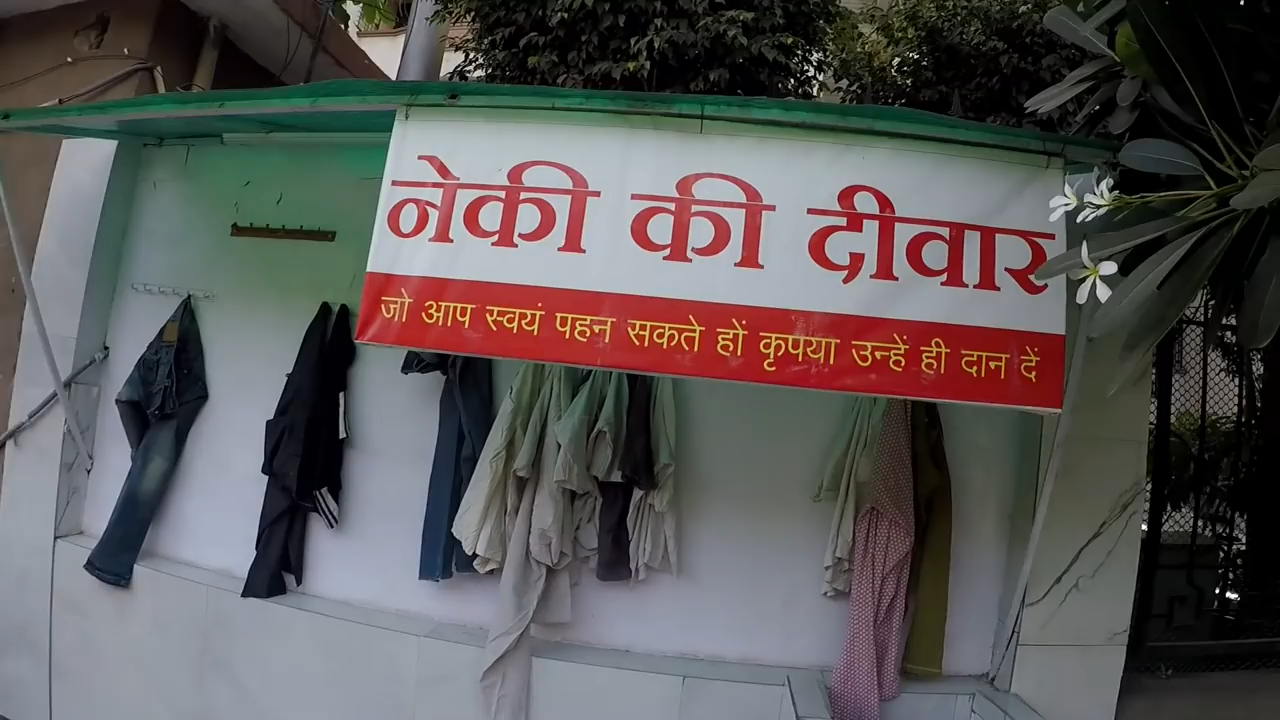 नेकी की दीवार
जो आप स्वयं पहन सकते हों कृपया उन्हें ही दान दें